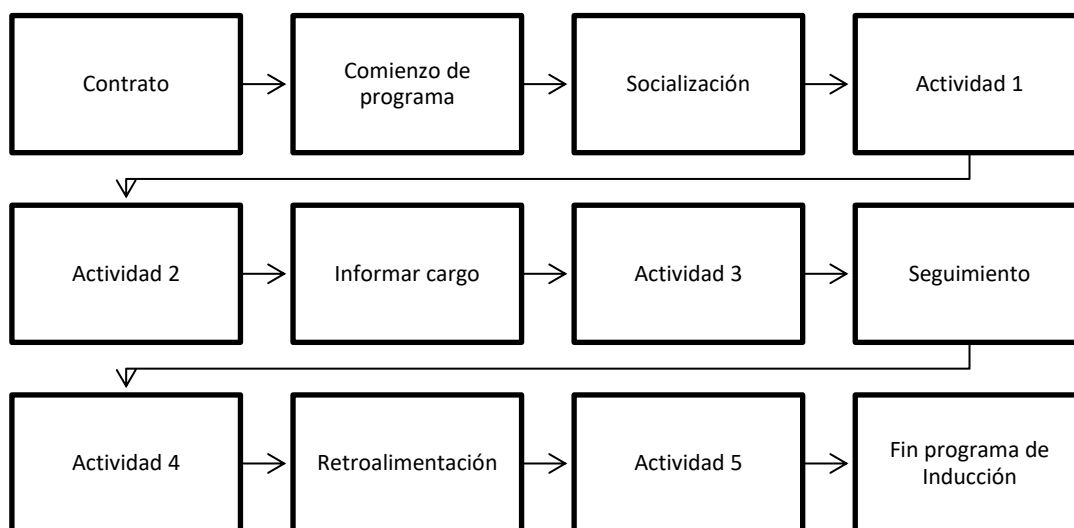 Contrato
Comienzo de
programa
Socialización
Actividad 1
Actividad 2
Informar cargo
Actividad 3
Seguimiento
Actividad 4
Retroalimentación
Actividad 5
Fin programa de
Inducción